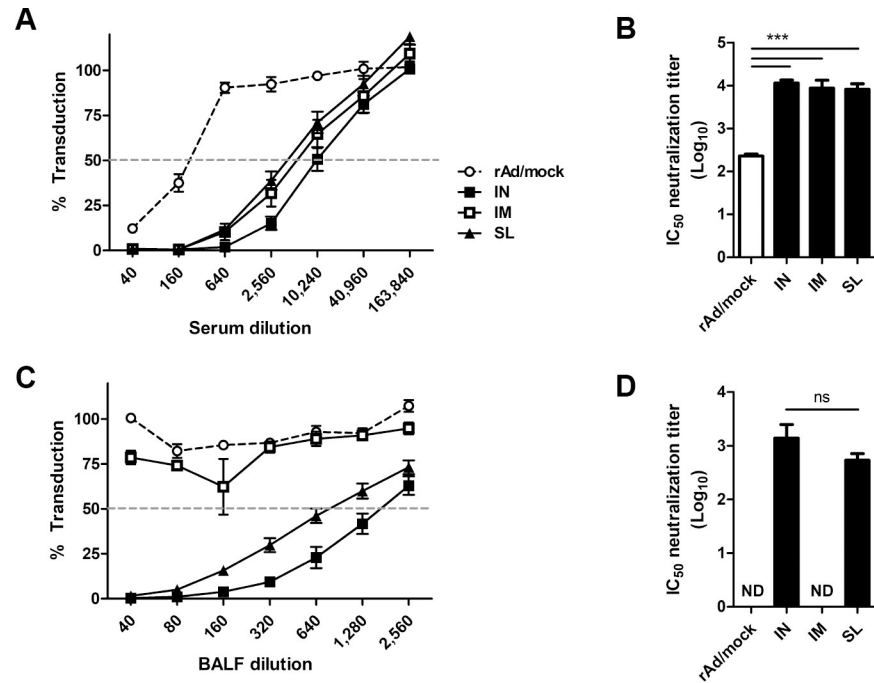 A
% Transduction
100
75
50
25
0
40
160
640
2,560
10,240
40,960
163,840
Serum dilution
rAd/mock
IN
IM
SL
B
IC50 neutralization titer
(Log10)
5
4
3
2
1
0
***
rAd/mock
IN
IM
SL
C
% Transduction
100
75
50
25
0
40
80
160
320
640
1,280
2,560
BALF dilution
D
IC50 neutralization titer
(Log10)
4
3
2
1
0
ns
ND
ND
rAd/mock
IN
IM
SL